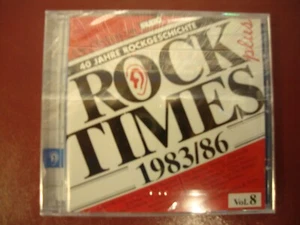 40 JAHRE ROCKGESCHICHTE
ROCK
plus
TIMES
1983/86
Vol. 8